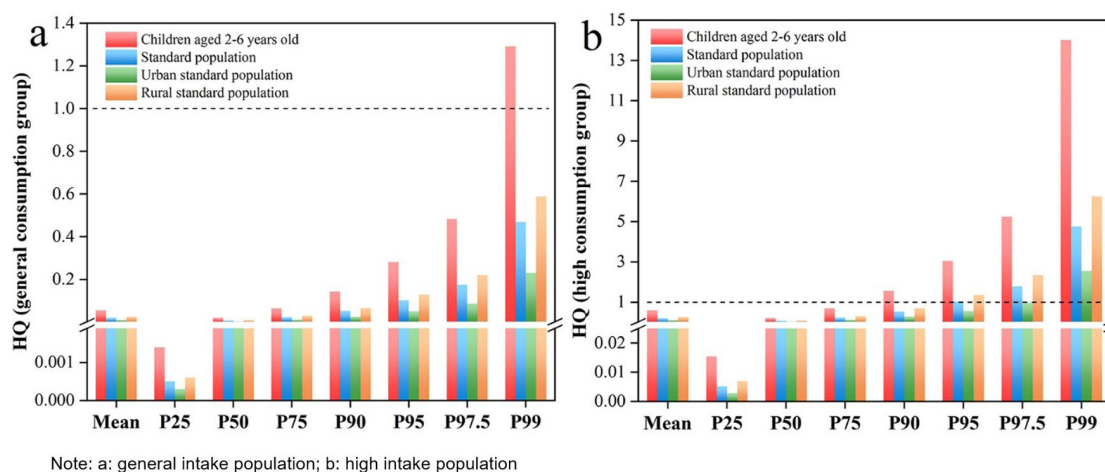 a
HQ (general consumption group)
1.4
1.2
1.0
0.8
0.6
0.4
0.2
0.001
0.000
Children aged 2-6 years old
Standard population
Urban standard population
Rural standard population
Mean P25 P50 P75 P90 P95 P97.5 P99
b
HQ (high consumption group)
15
13
11
9
7
5
3
1
0.02
0.01
0.00
Children aged 2-6 years old
Standard population
Urban standard population
Rural standard population
Mean P25 P50 P75 P90 P95 P97.5 P99
Note: a: general intake population; b: high intake population